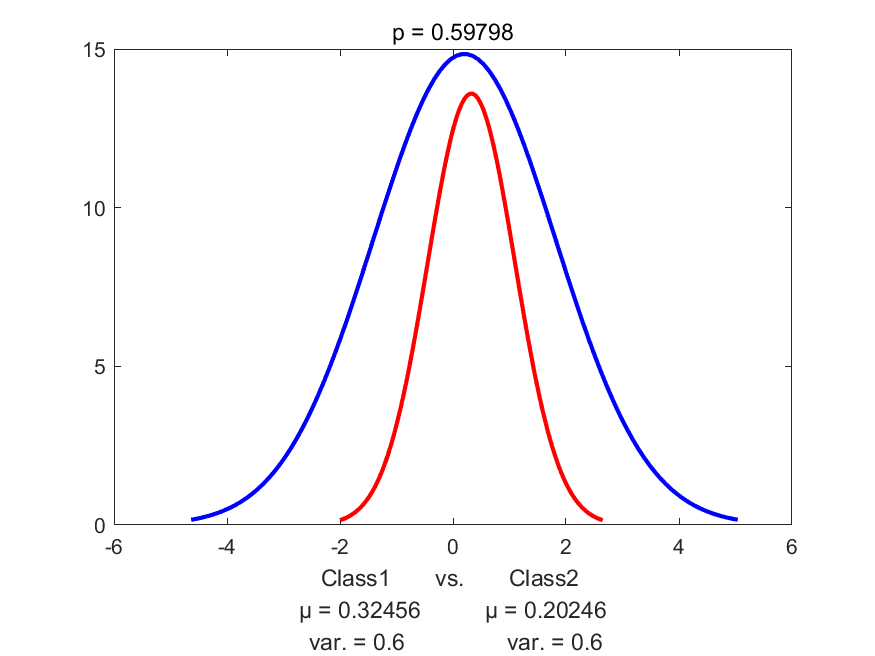 p = 0.59798
15
10
5
0
-6 -4 -2 0 2 4 6
Class1 vs. Class2
μ = 0.32456 μ = 0.20246
var. = 0.6 var. = 0.6